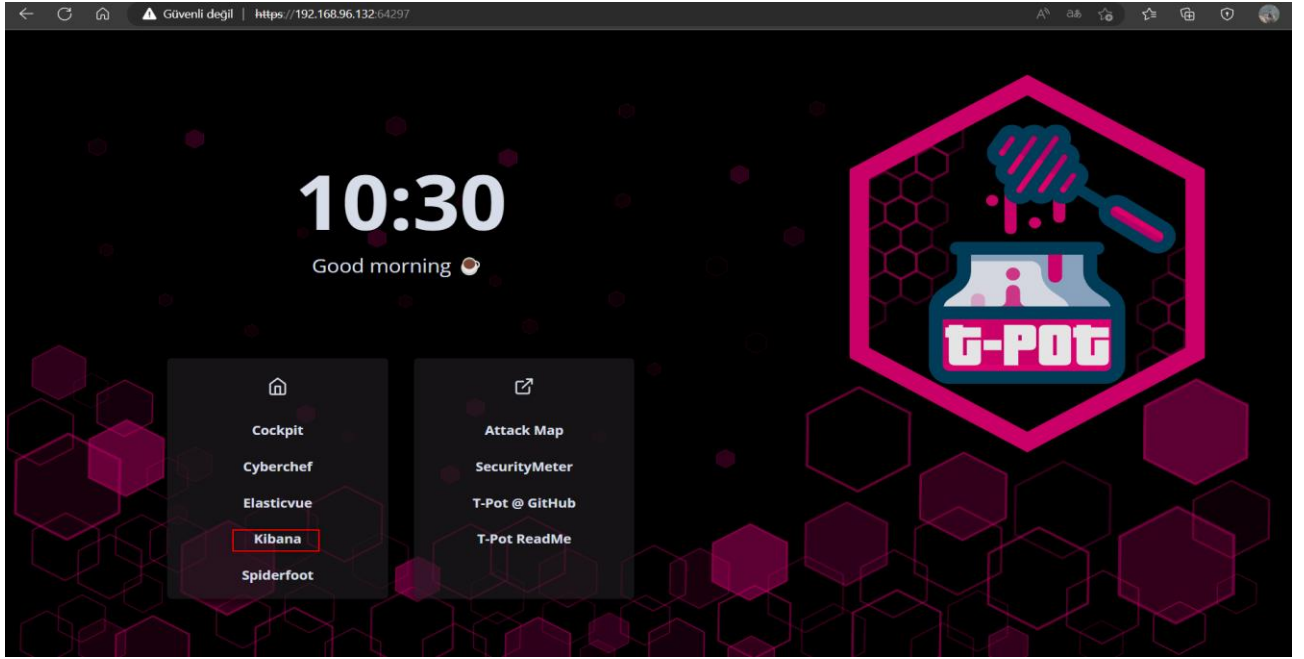 Güvenli değil | https://192.168.96.132:64297
10:30
Good morning
Cockpit
Cyberchef
Elasticvue
Kibana
Spiderfoot
Attack Map
SecurityMeter
T-Pot @ GitHub
T-Pot ReadMe
t-pot